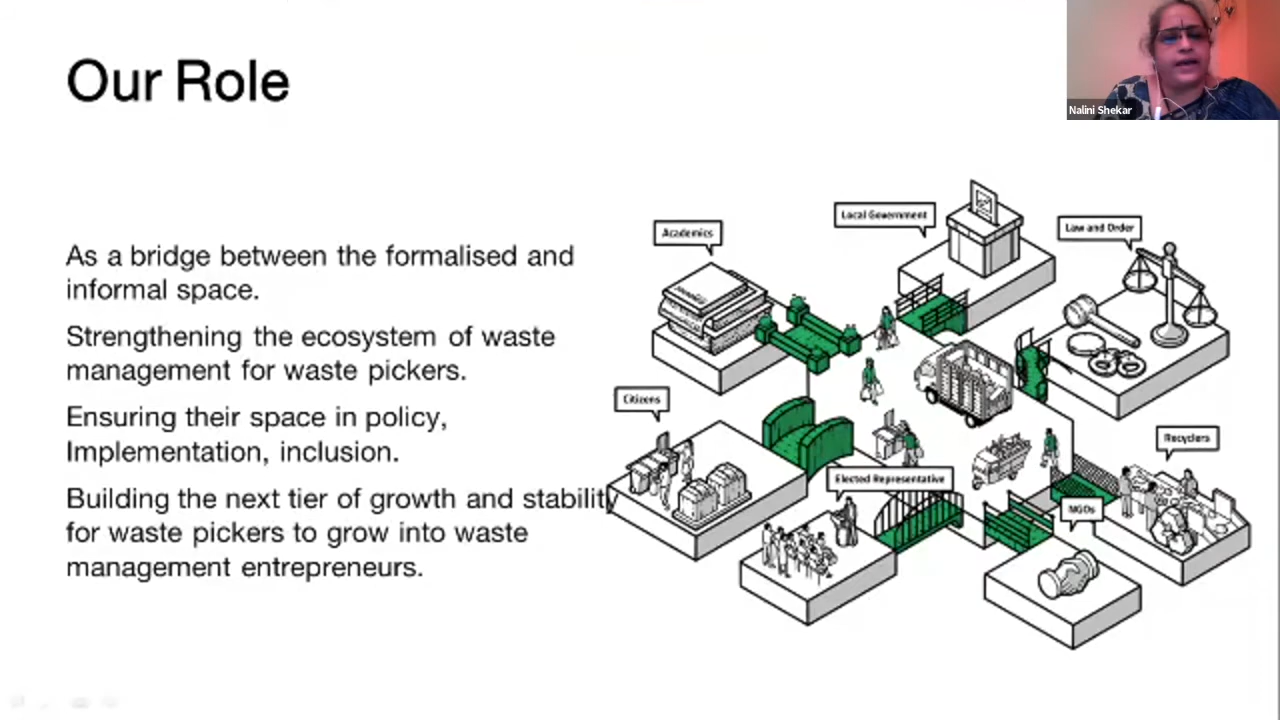 Our Role
Nalini Shekar
As a bridge between the formalised and
informal space.
Strengthening the ecosystem of waste
management for waste pickers.
Ensuring their space in policy,
Implementation, inclusion.
Building the next tier of growth and stability
for waste pickers to grow into waste
management entrepreneurs.
Academics
Local Government
Law and Order
Citizens
Recyclers
Elected Representative
NGOs